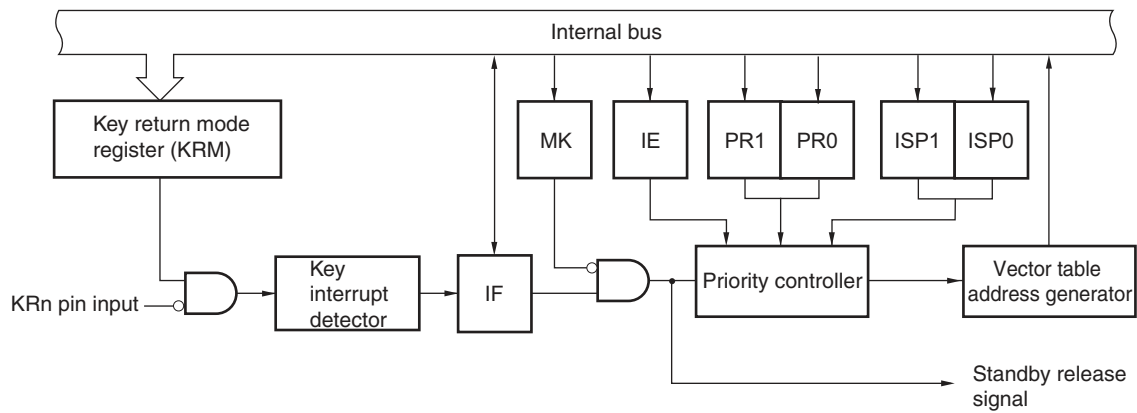 Internal bus
Key return mode
register (KRM)
MK
IE
PR1
PR0
ISP1
ISP0
KRn pin input
Key
interrupt
detector
IF
Priority controller
Vector table
address generator
Standby release
signal